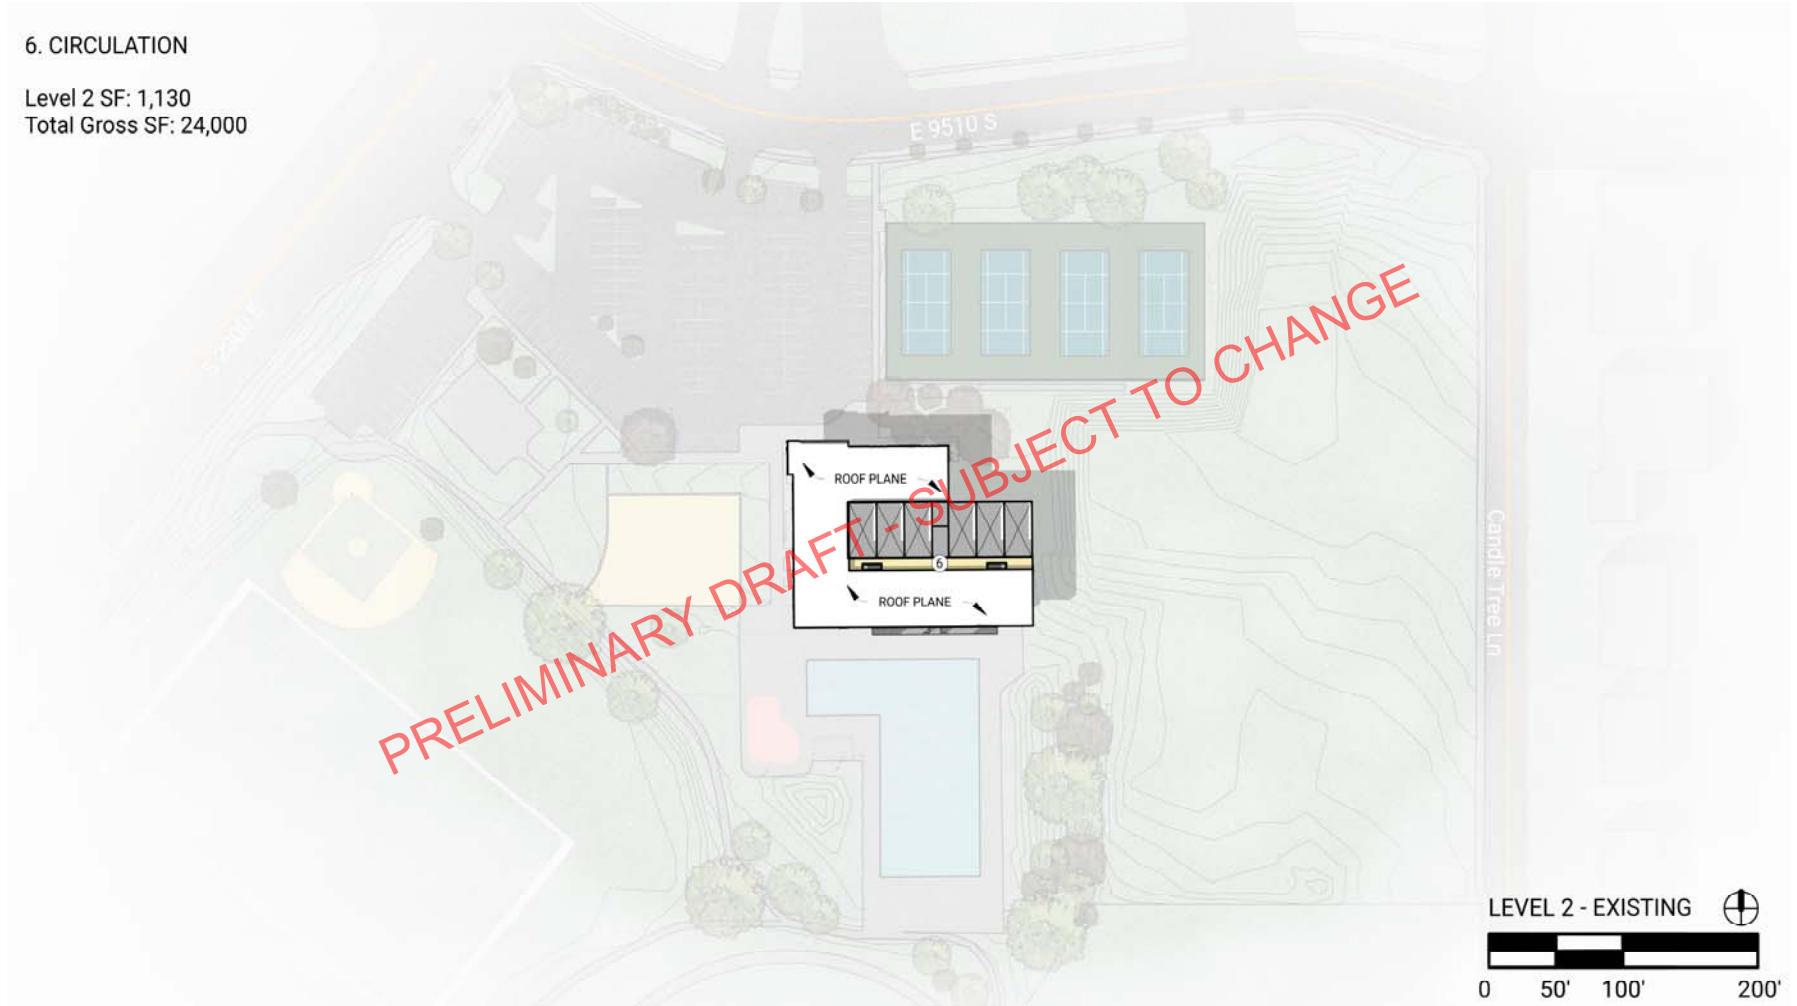 6. CIRCULATION
Level 2 SF: 1,130
Total Gross SF: 24,000
E 9510 S
ROOF PLANE
6
ROOF PLANE
PRELIMINARY DRAFT - SUBJECT TO CHANGE
Candle Tree Ln
LEVEL 2 - EXISTING
0 50' 100' 200'